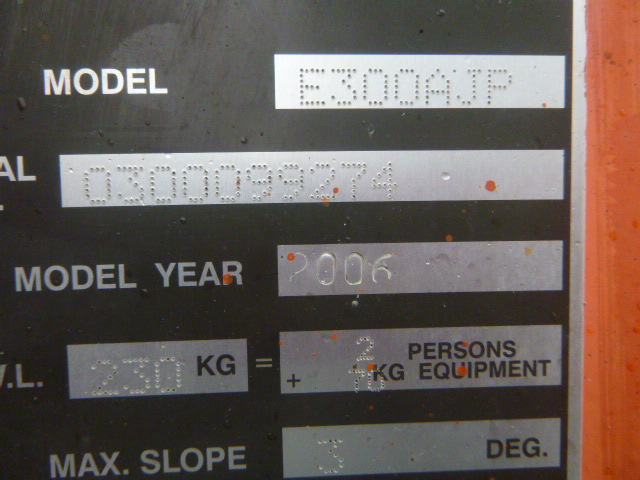 MODEL E300AJP
AL 0300099274
MODEL YEAR 2006
W.L. 230 KG = 2 PERSONS
+ 70 KG EQUIPMENT
MAX. SLOPE 3 DEG.